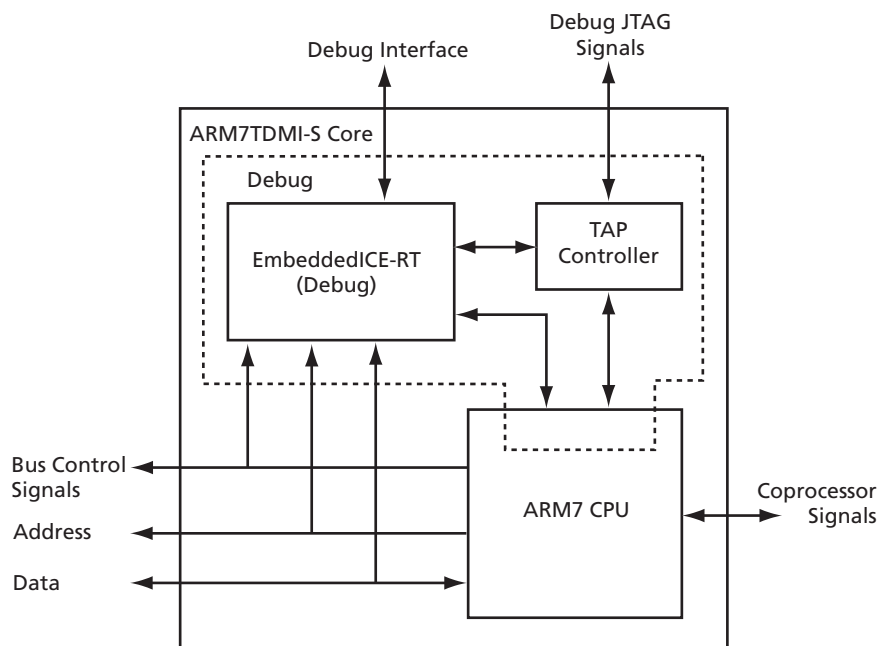 Debug Interface
Debug JTAG
Signals
ARM7TDMI-S Core
Debug
EmbeddedICE-RT
(Debug)
TAP
Controller
Bus Control
Signals
Address
Data
ARM7 CPU
Coprocessor
Signals